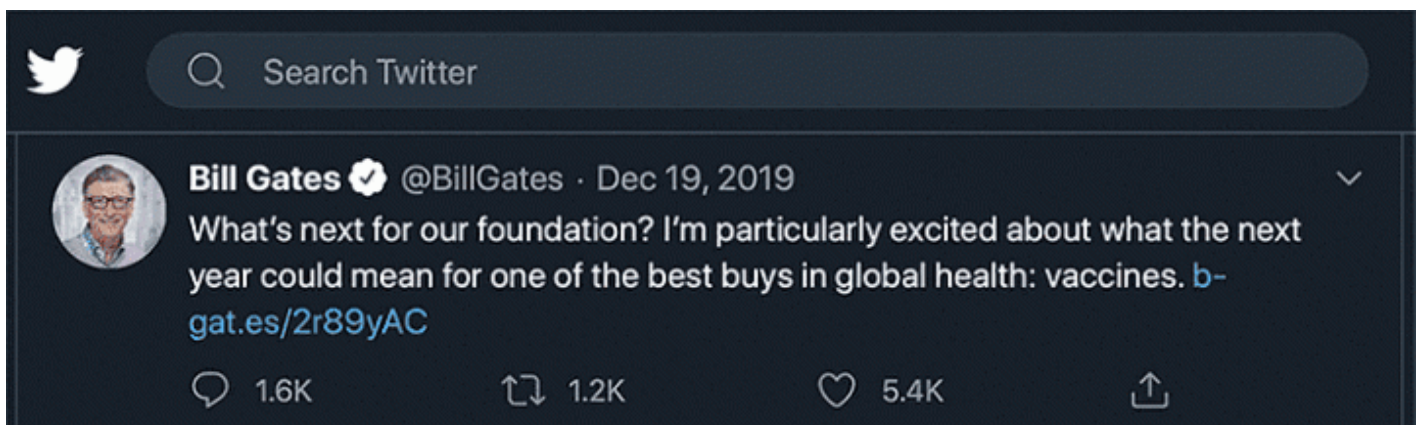 Search Twitter
Bill Gates @BillGates · Dec 19, 2019
What’s next for our foundation? I’m particularly excited about what the next
year could mean for one of the best buys in global health: vaccines. b-
gat.es/2r89yAC
1.6K 1.2K 5.4K